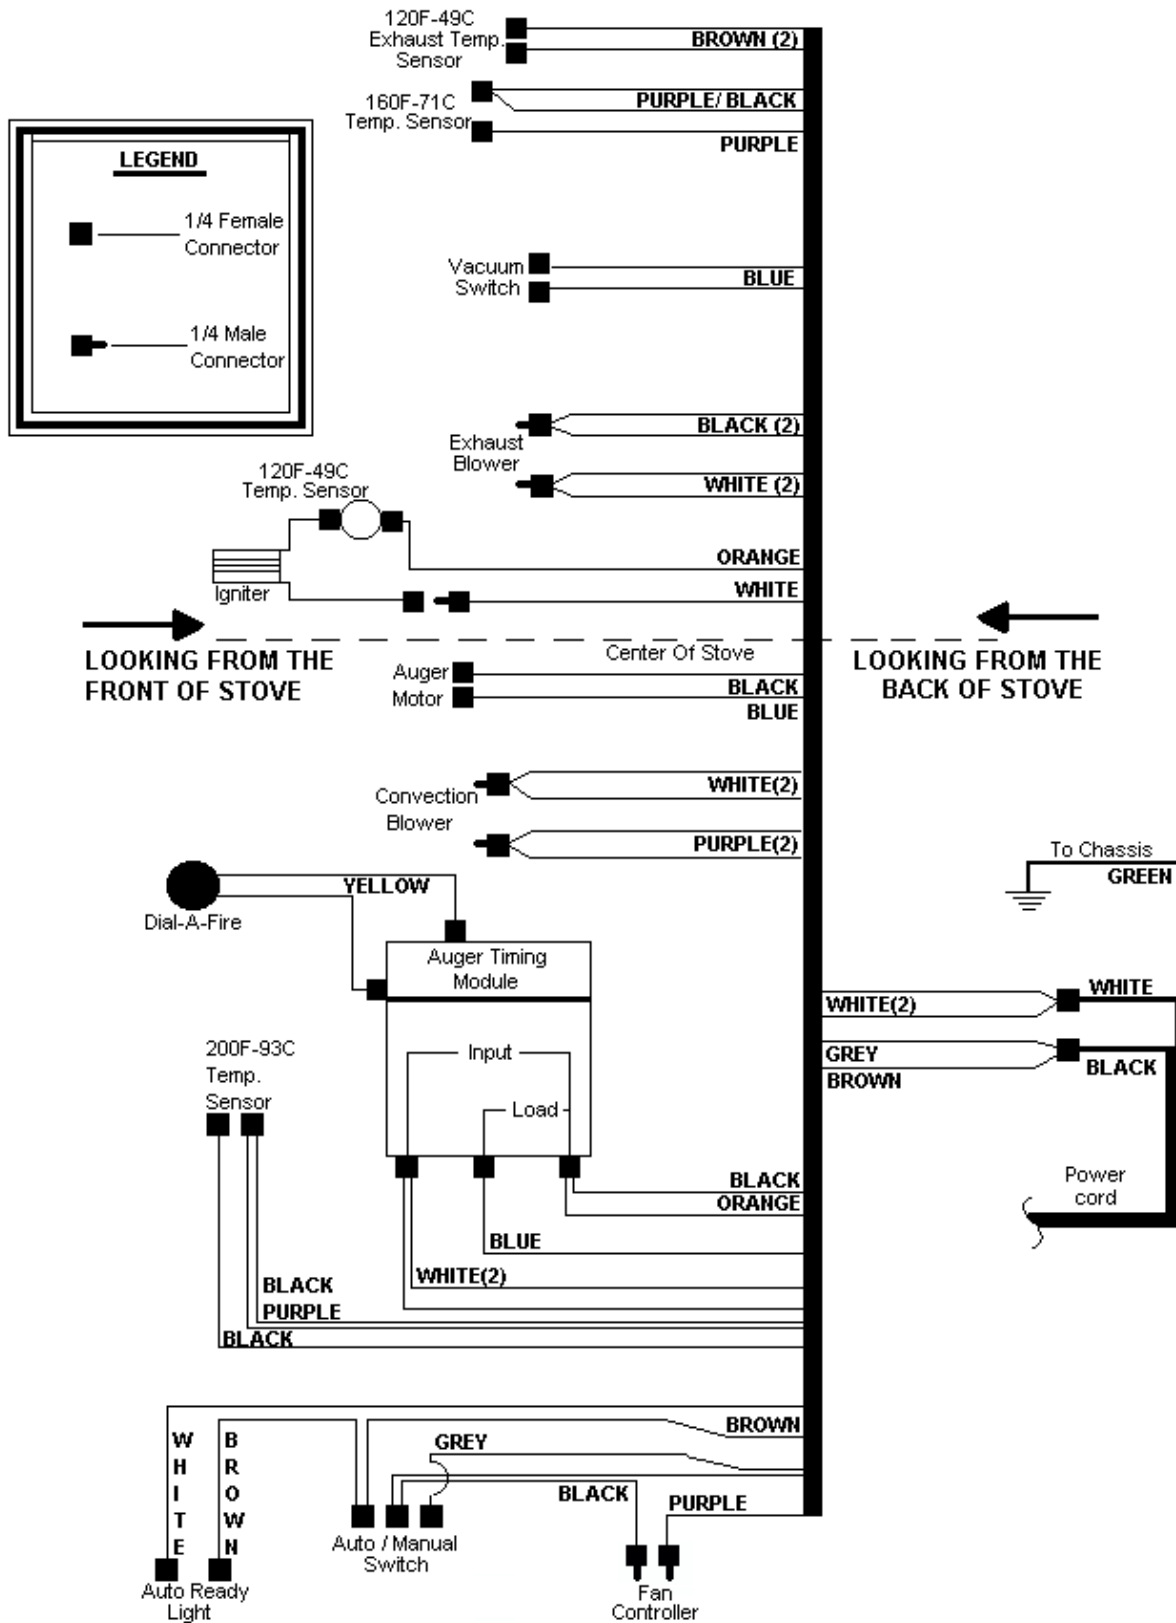 120F-49C
Exhaust Temp.
Sensor
BROWN (2)
160F-71C
Temp. Sensor
PURPLE/ BLACK
PURPLE
LEGEND
1/4 Female
Connector
1/4 Male
Connector
Vacuum
Switch
BLUE
Exhaust
Blower
BLACK (2)
WHITE (2)
120F-49C
Temp. Sensor
Igniter
ORANGE
WHITE
LOOKING FROM THE
FRONT OF STOVE
Center Of Stove
LOOKING FROM THE
BACK OF STOVE
Auger
Motor
BLACK
BLUE
Convection
Blower
WHITE(2)
PURPLE(2)
To Chassis
GREEN
Dial-A-Fire
YELLOW
Auger Timing
Module
Input
Load
WHITE(2)
WHITE
GREY
BROWN
BLACK
Power
cord
200F-93C
Temp.
Sensor
BLACK
ORANGE
BLUE
WHITE(2)
BLACK
PURPLE
BLACK
WHITE
BROWN
BROWN
GREY
BLACK
PURPLE
Auto / Manual
Switch
Auto Ready
Light
Fan
Controller